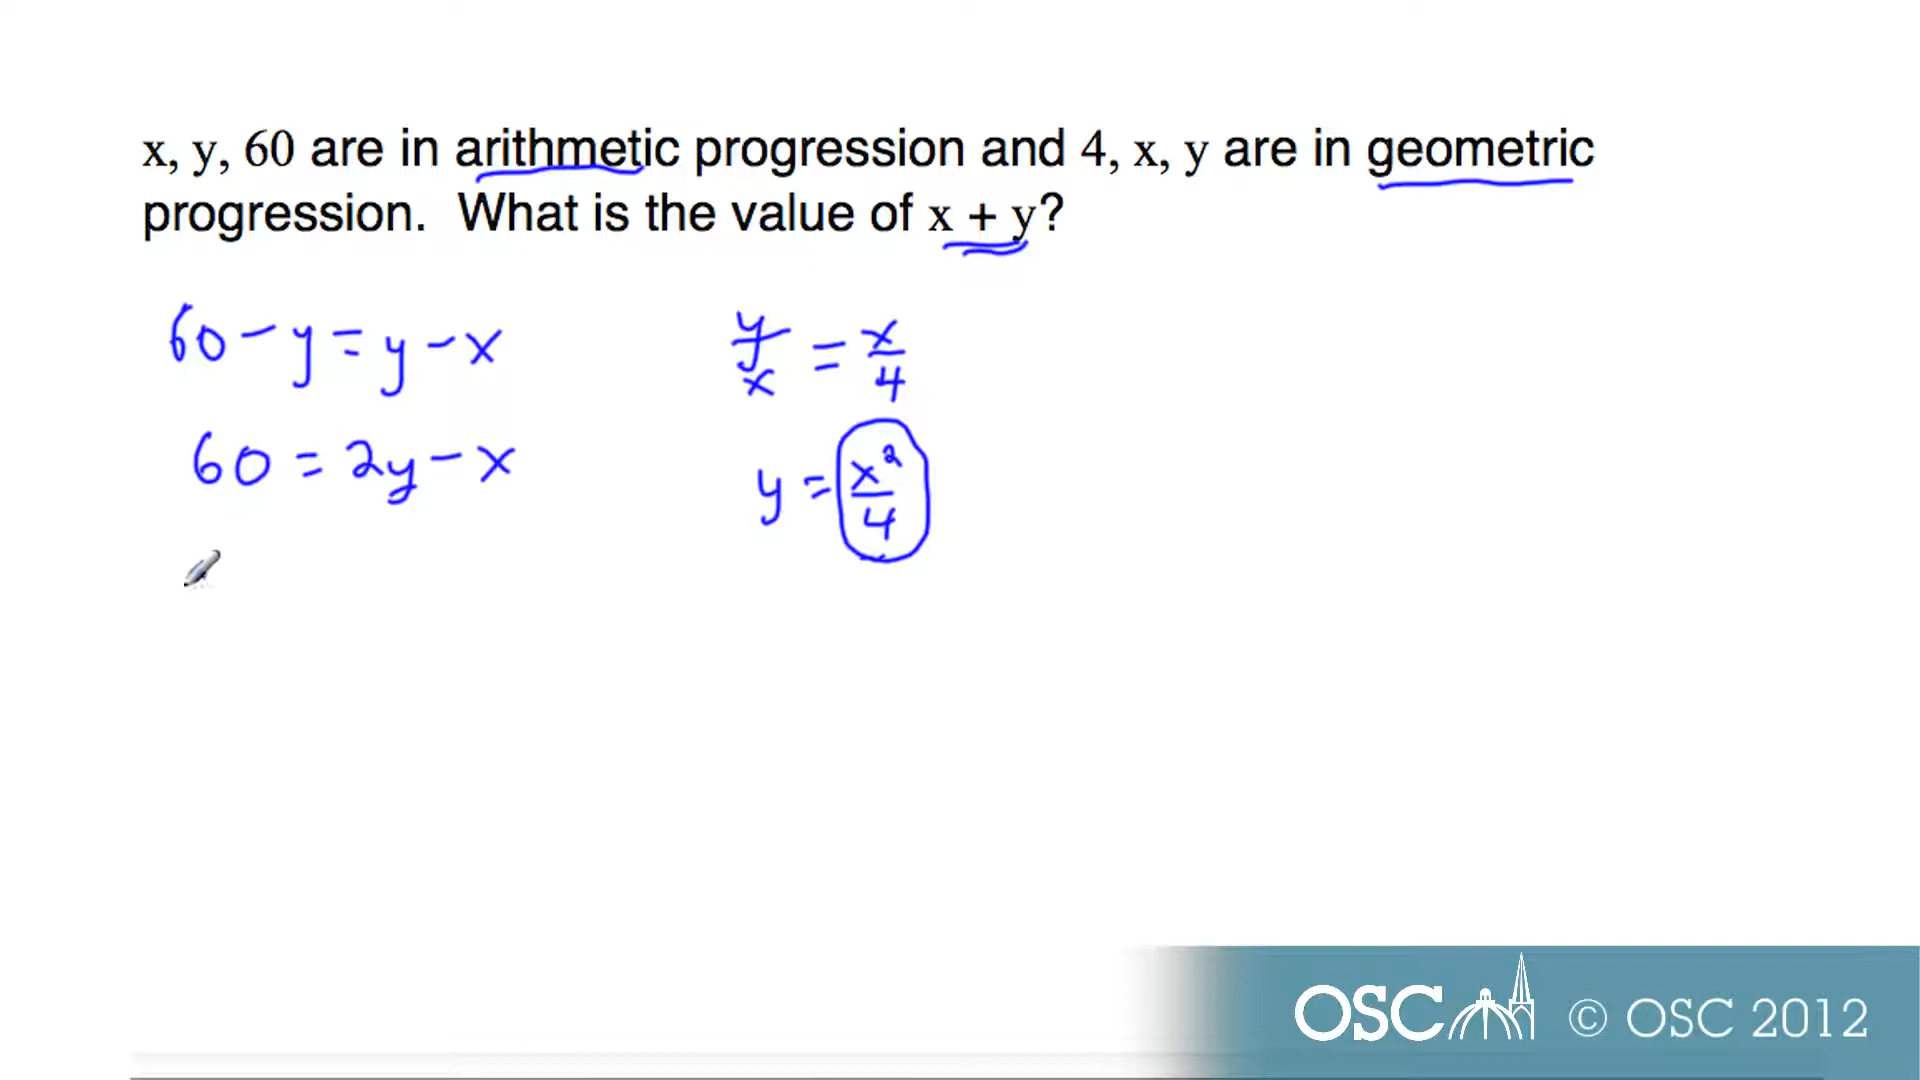 x, y, 60 are in arithmetic progression and 4, x, y are in geometric
progression. What is the value of x + y?
60 - y = y - x
y/x = x/4
60 = 2y - x
y = x²/4
OSC © OSC 2012